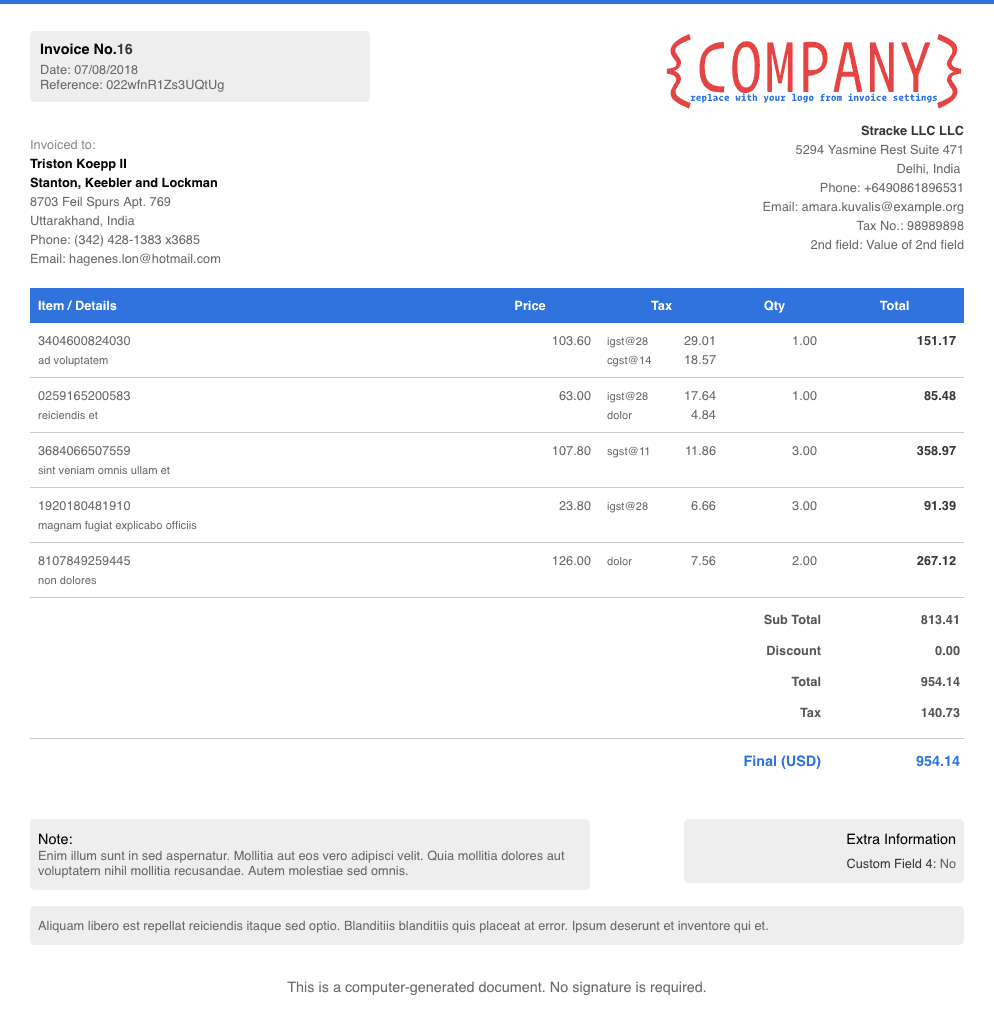 Invoice No.16
Date: 07/08/2018
Reference: 022wfnR1Zs3UQtUg
{COMPANY}
replace with your logo from invoice settings
Stracke LLC LLC
5294 Yasmine Rest Suite 471
Delhi, India
Phone: +6490861896531
Email: amara.kuvalis@example.org
Tax No.: 98989898
2nd field: Value of 2nd field
Invoiced to:
Triston Koepp II
Stanton, Keebler and Lockman
8703 Feil Spurs Apt. 769
Uttarakhand, India
Phone: (342) 428-1383 x3685
Email: hagenes.lon@hotmail.com
Item / Details Price Tax Qty Total
3404600824030 103.60 igst@28 29.01 1.00 151.17
ad voluptatem cgst@14 18.57
0259165200583 63.00 igst@28 17.64 1.00 85.48
reiciendis et dolor 4.84
3684066507559 107.80 sgst@11 11.86 3.00 358.97
sint veniam omnis ullam et
1920180481910 23.80 igst@28 6.66 3.00 91.39
magnam fugiat explicabo officiis
8107849259445 126.00 dolor 7.56 2.00 267.12
non dolores
Sub Total 813.41
Discount 0.00
Total 954.14
Tax 140.73
Final (USD) 954.14
Note:
Enim illum sunt in sed aspernatur. Mollitia aut eos vero adipisci velit. Quia mollitia dolores aut
voluptatem nihil mollitia recusandae. Autem molestiae sed omnis.
Extra Information
Custom Field 4: No
Aliquam libero est repellat reiciendis itaque sed optio. Blanditiis blanditiis quis placeat at error. Ipsum deserunt et inventore qui et.
This is a computer-generated document. No signature is required.